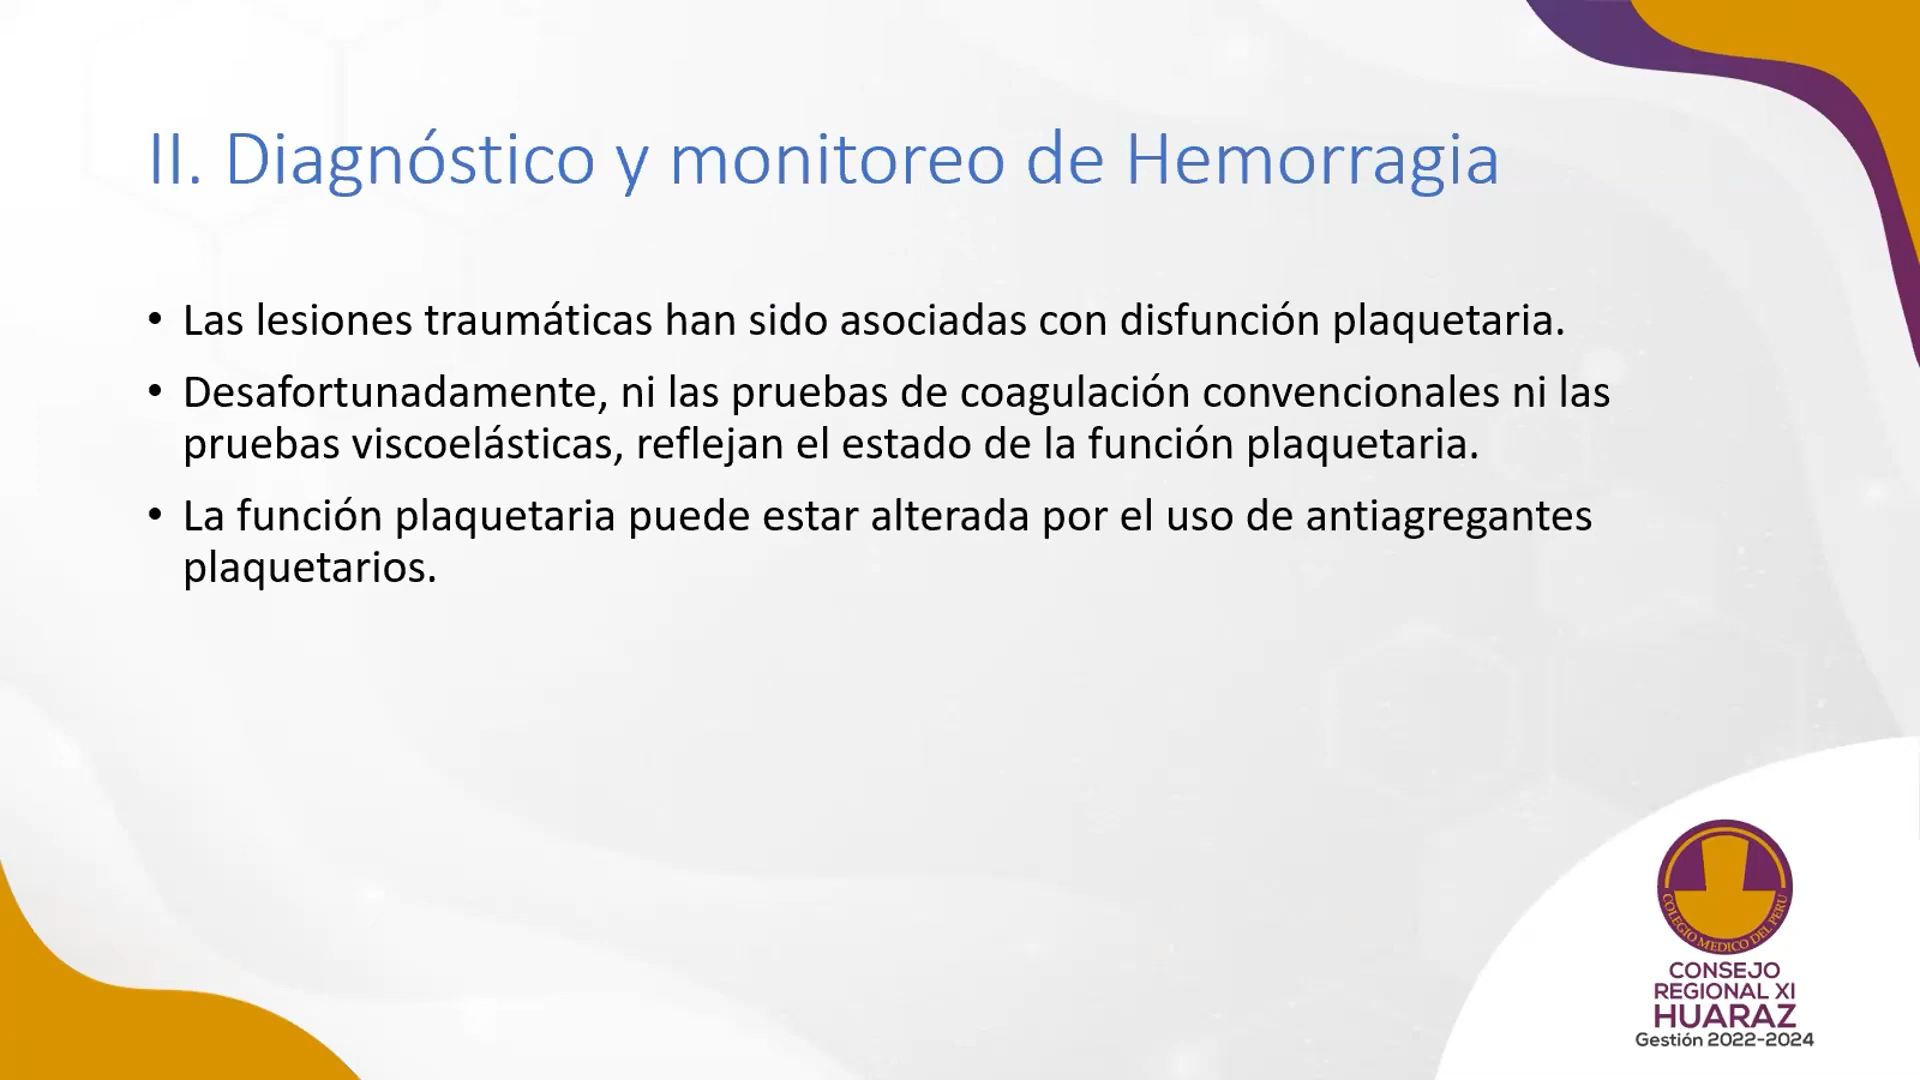 II. Diagnóstico y monitoreo de Hemorragia
• Las lesiones traumáticas han sido asociadas con disfunción plaquetaria.
• Desafortunadamente, ni las pruebas de coagulación convencionales ni las
pruebas viscoelásticas, reflejan el estado de la función plaquetaria.
• La función plaquetaria puede estar alterada por el uso de antiagregantes
plaquetarios.
COLEGIO MEDICO DEL PERU
CONSEJO
REGIONAL XI
HUARAZ
Gestión 2022-2024